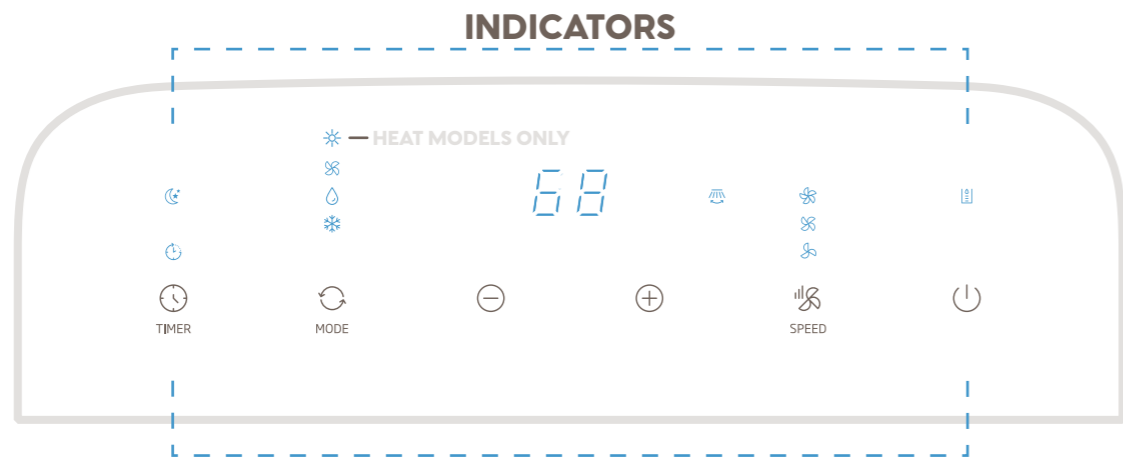 INDICATORS
HEAT MODELS ONLY
68
TIMER
MODE
SPEED